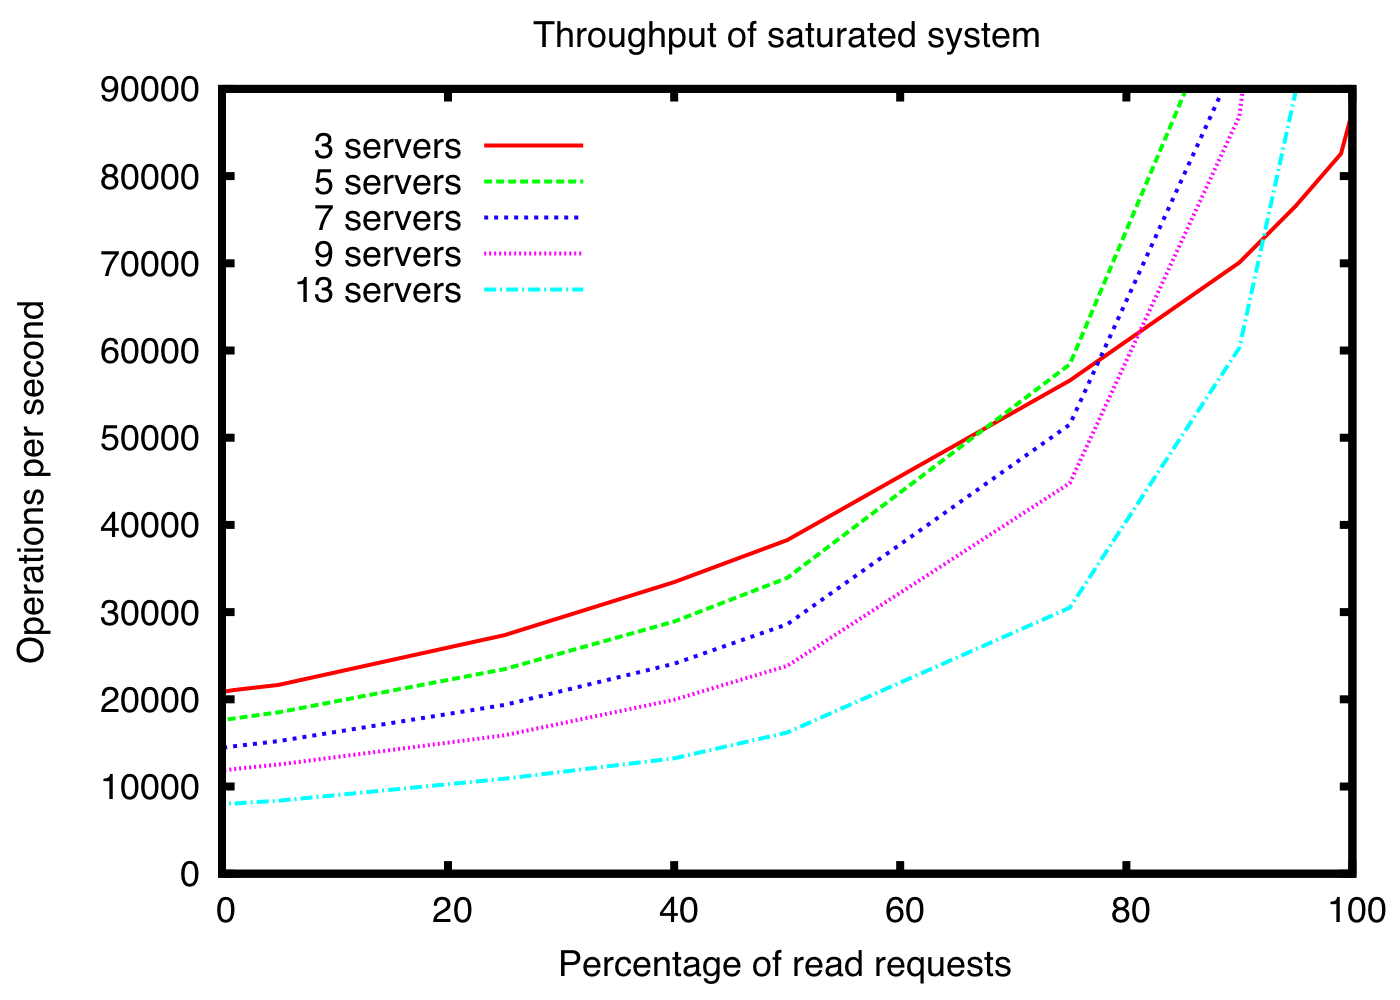 Throughput of saturated system
90000
80000
70000
60000
50000
40000
30000
20000
10000
0
Operations per second
3 servers
5 servers
7 servers
9 servers
13 servers
0 20 40 60 80 100
Percentage of read requests